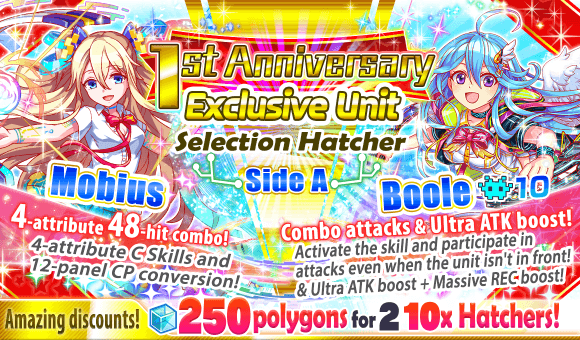 1st Anniversary
Exclusive Unit
Selection Hatcher
Side A
Mobius
4-attribute 48-hit combo!
4-attribute C Skills and
12-panel CP conversion!
Boole 10
Combo attacks & Ultra ATK boost!
Activate the skill and participate in
attacks even when the unit isn't in front!
& Ultra ATK boost + Massive REC boost!
Amazing discounts! 250 polygons for 2 10x Hatchers!